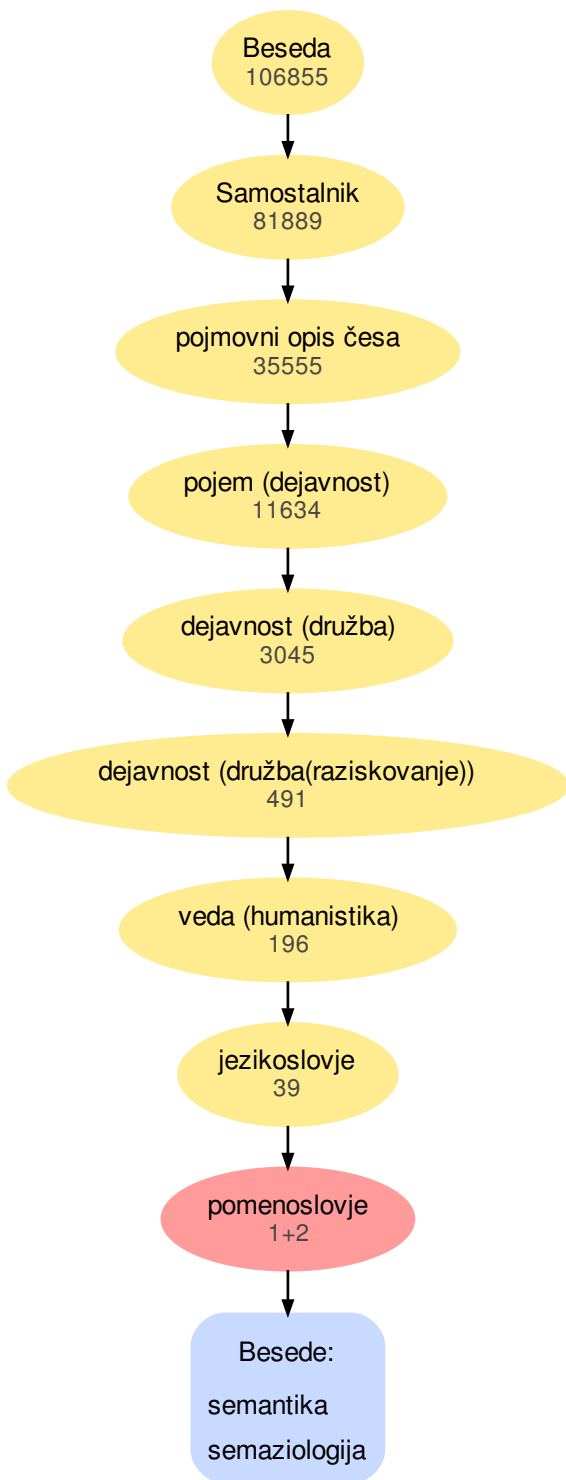 Beseda
106855
Samostalnik
81889
pojmovni opis česa
35555
pojem (dejavnost)
11634
dejavnost (družba)
3045
dejavnost (družba(raziskovanje))
491
veda (humanistika)
196
jezikoslovje
39
pomenoslovje
1+2
Besede:
semantika
semaziologija